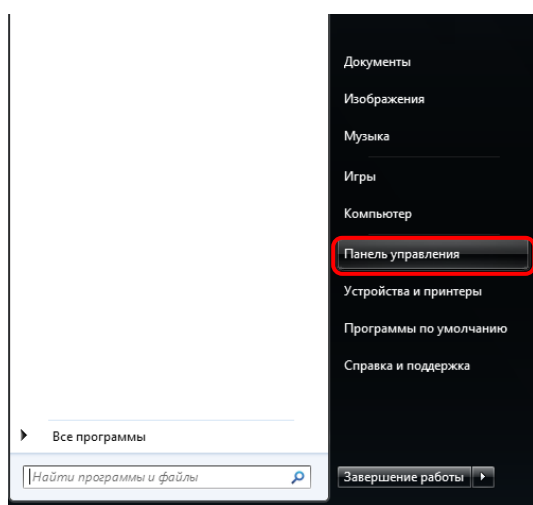 Документы
Изображения
Музыка
Игры
Компьютер
Панель управления
Устройства и принтеры
Программы по умолчанию
Справка и поддержка
Все программы
Найти программы и файлы
Завершение работы